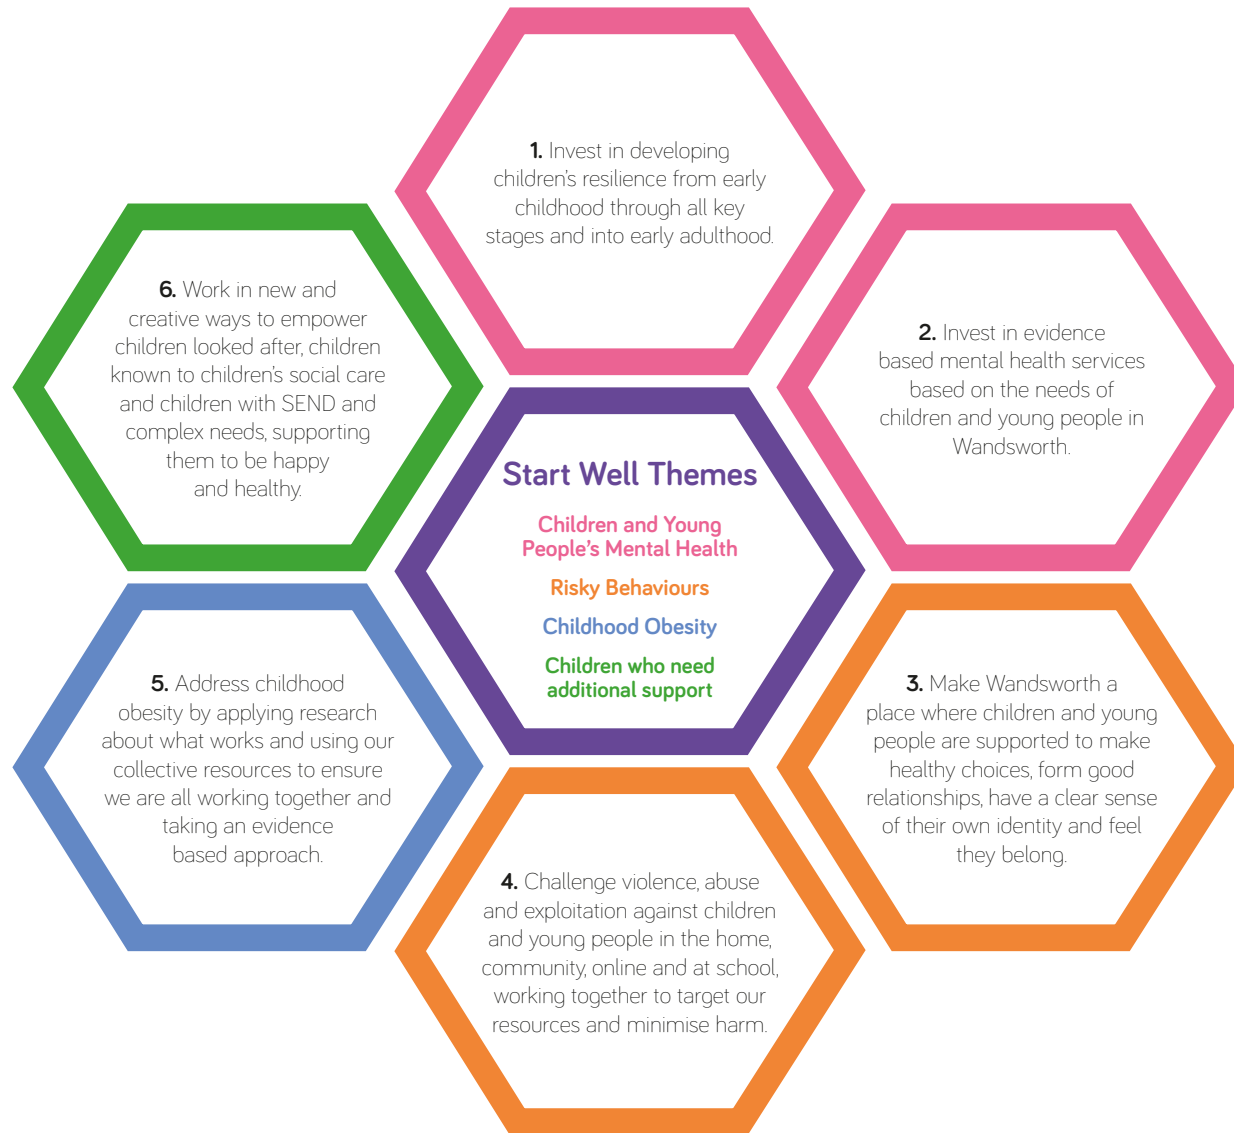 1. Invest in developing
children's resilience from early
childhood through all key
stages and into early adulthood.
6. Work in new and
creative ways to empower
children looked after, children
known to children's social care
and children with SEND and
complex needs, supporting
them to be happy
and healthy.
2. Invest in evidence
based mental health services
based on the needs of
children and young people in
Wandsworth.
Start Well Themes
Children and Young
People's Mental Health
Risky Behaviours
Childhood Obesity
Children who need
additional support
5. Address childhood
obesity by applying research
about what works and using our
collective resources to ensure
we are all working together and
taking an evidence
based approach.
3. Make Wandsworth a
place where children and young
people are supported to make
healthy choices, form good
relationships, have a clear sense
of their own identity and feel
they belong.
4. Challenge violence, abuse
and exploitation against children
and young people in the home,
community, online and at school,
working together to target our
resources and minimise harm.